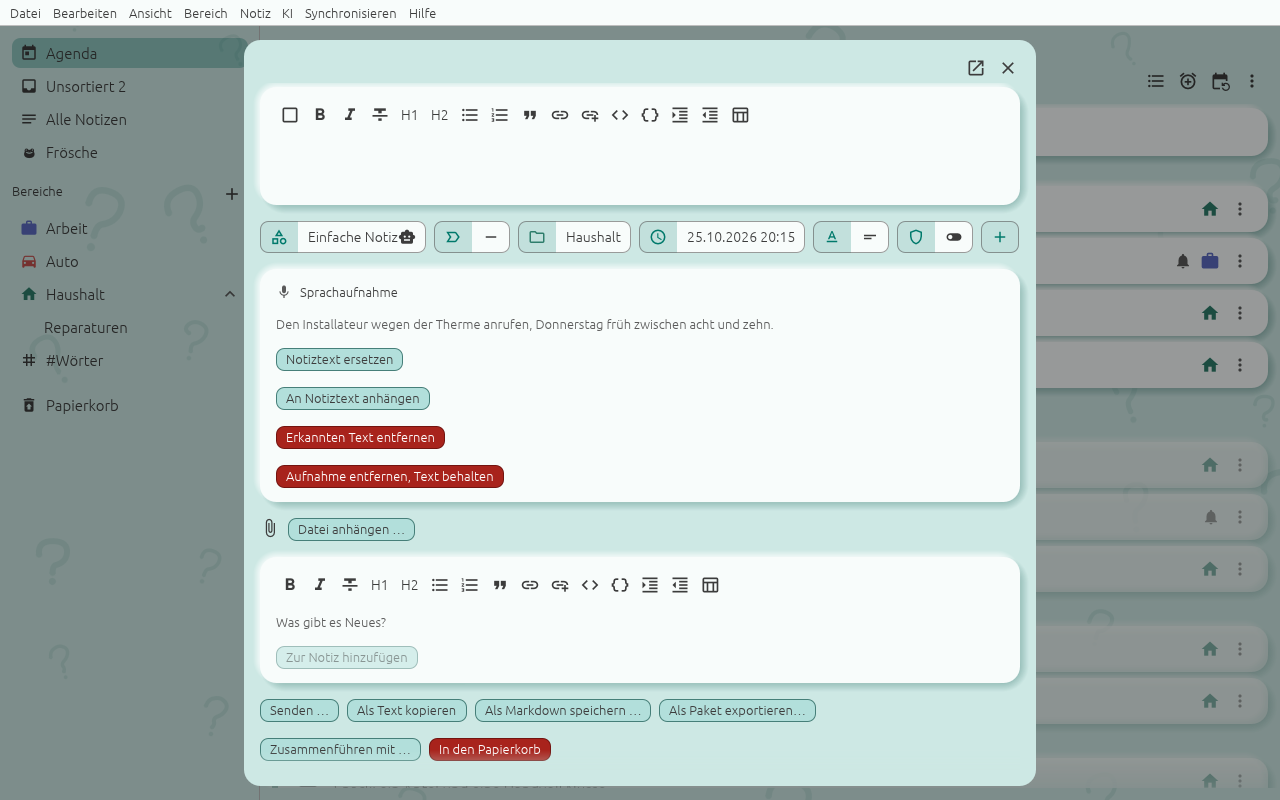 Datei Bearbeiten Ansicht Bereich Notiz KI Synchronisieren Hilfe
Agenda
Unsortiert 2
Alle Notizen
Frösche
Bereiche
Arbeit
Auto
Haushalt
Reparaturen
#Wörter
Papierkorb
H1 H2
Einfache Notiz
Haushalt
25.10.2026 20:15
Sprachaufnahme
Den Installateur wegen der Therme anrufen, Donnerstag früh zwischen acht und zehn.
Notiztext ersetzen
An Notiztext anhängen
Erkannten Text entfernen
Aufnahme entfernen, Text behalten
Datei anhängen …
H1 H2
Was gibt es Neues?
Zur Notiz hinzufügen
Senden … Als Text kopieren Als Markdown speichern … Als Paket exportieren…
Zusammenführen mit … In den Papierkorb